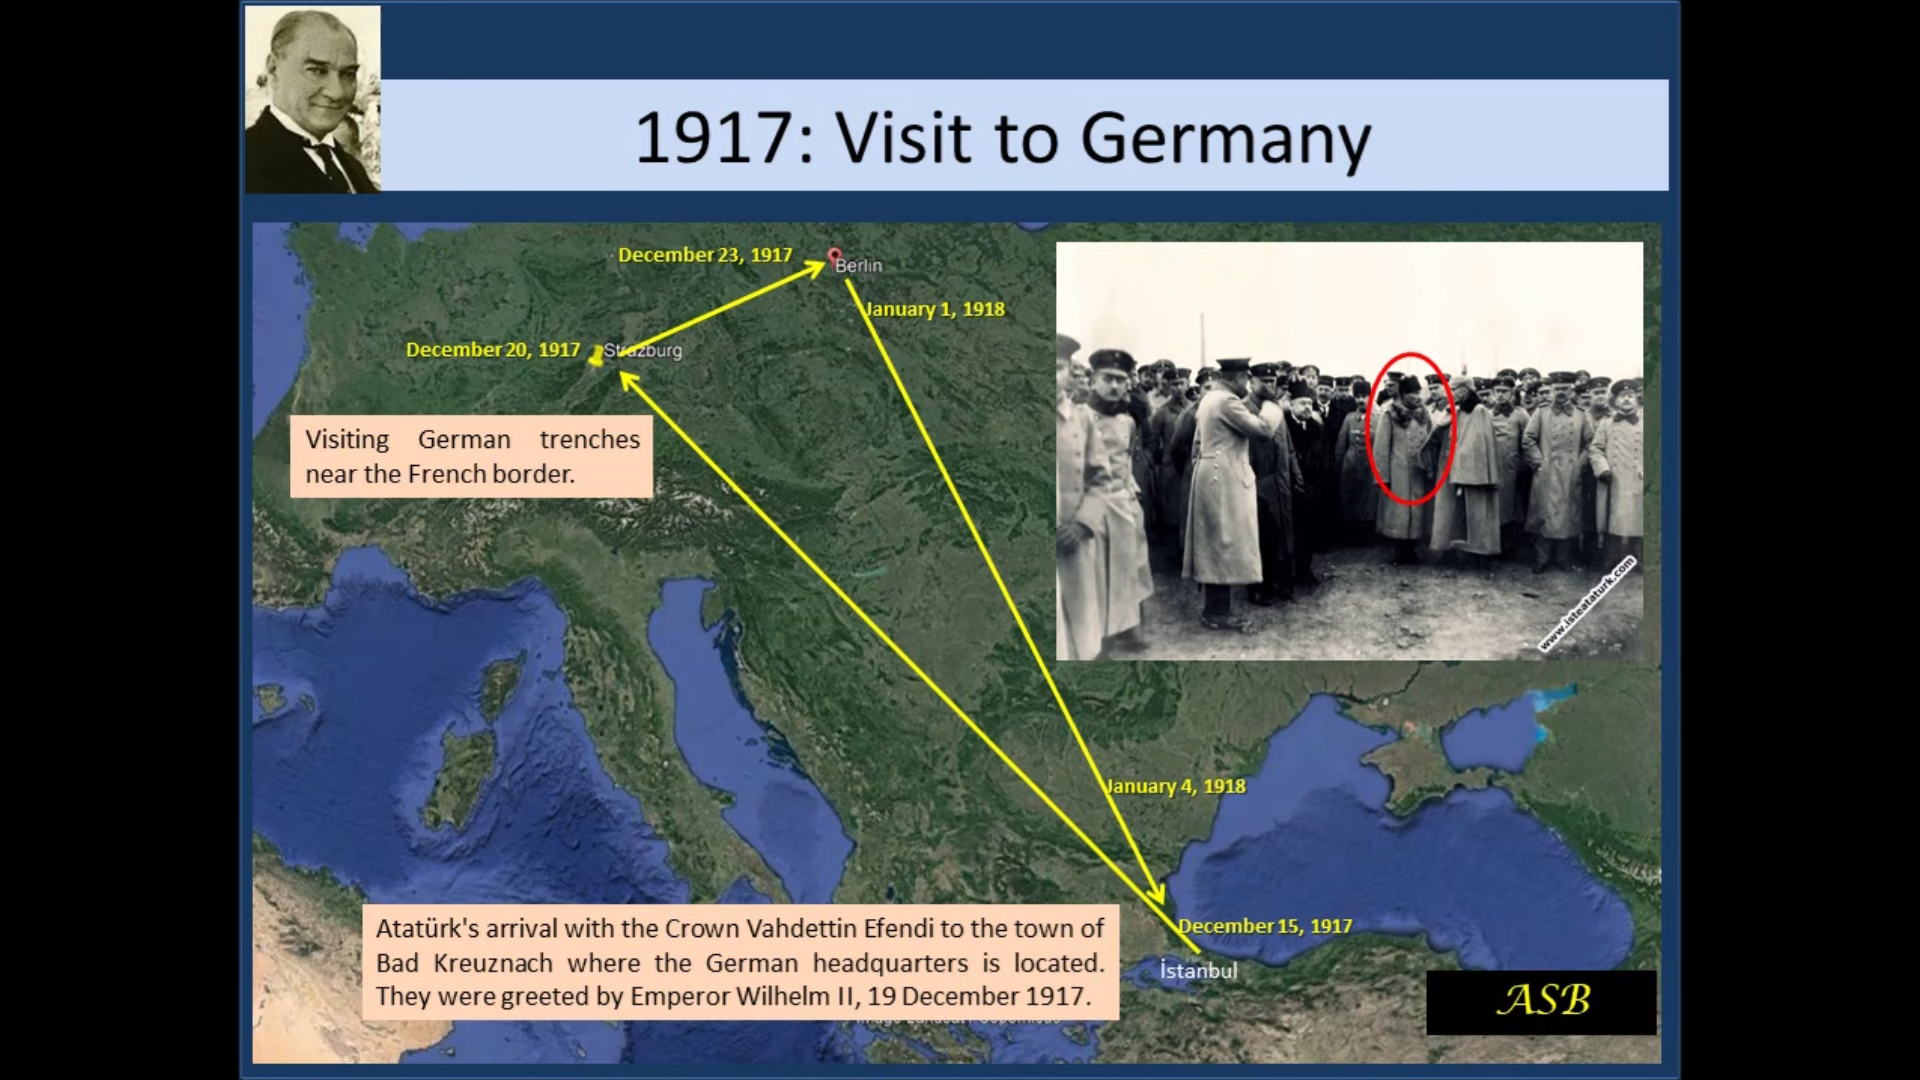 1917: Visit to Germany
December 23, 1917
Berlin
January 1, 1918
December 20, 1917
Strazburg
Visiting German trenches
near the French border.
www.isteataturk.com
January 4, 1918
December 15, 1917
İstanbul
Atatürk's arrival with the Crown Vahdettin Efendi to the town of
Bad Kreuznach where the German headquarters is located.
They were greeted by Emperor Wilhelm II, 19 December 1917.
ASB